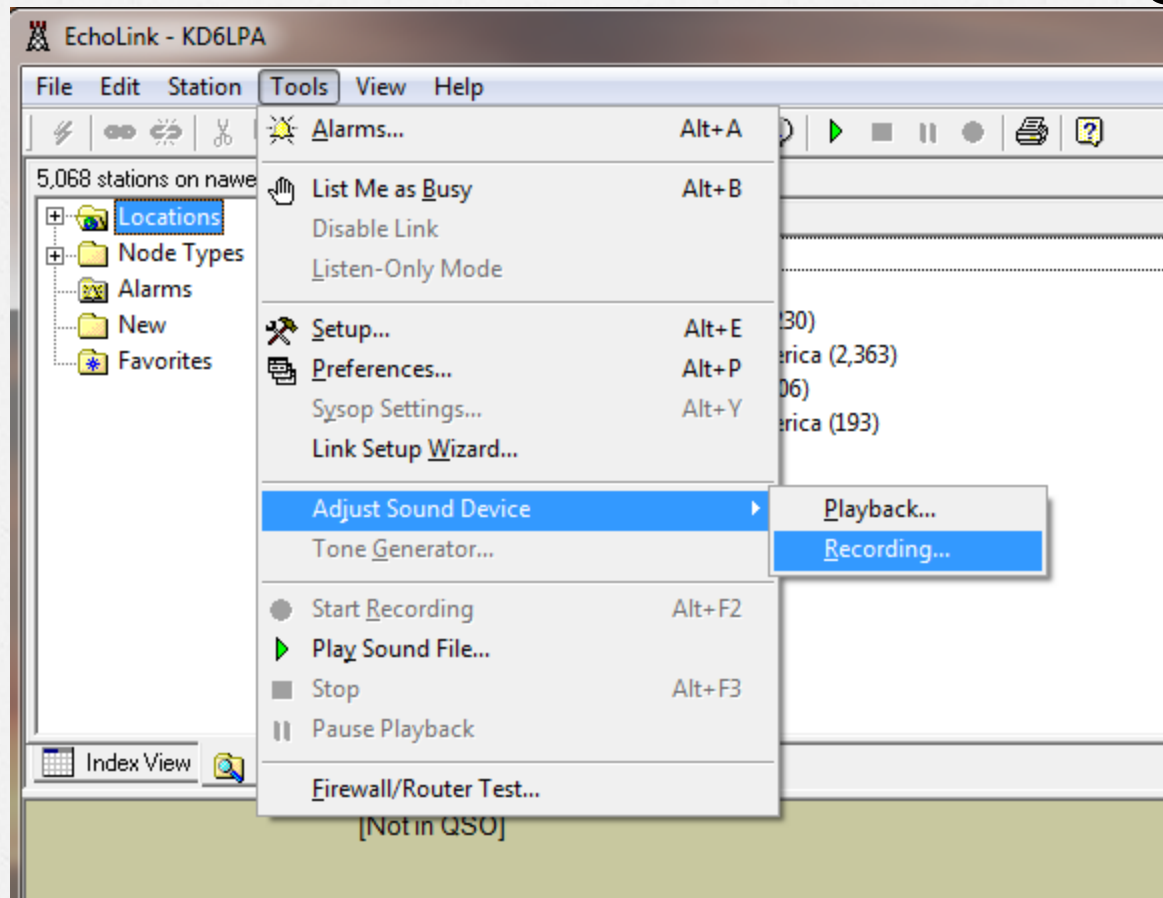 EchoLink - KD6LPA
File Edit Station Tools View Help
5,068 stations on
Locations
Node Types
Alarms
New
Favorites
Alarms... Alt+A
List Me as Busy Alt+B
Disable Link
Listen-Only Mode
Setup... Alt+E
Preferences... Alt+P
Sysop Settings... Alt+Y
Link Setup Wizard...
Adjust Sound Device
Tone Generator...
Start Recording Alt+F2
Play Sound File...
Stop Alt+F3
Pause Playback
Firewall/Router Test...
Playback...
Recording...
30)
erica (2,363)
06)
erica (193)
Index View
[Not in QSO]